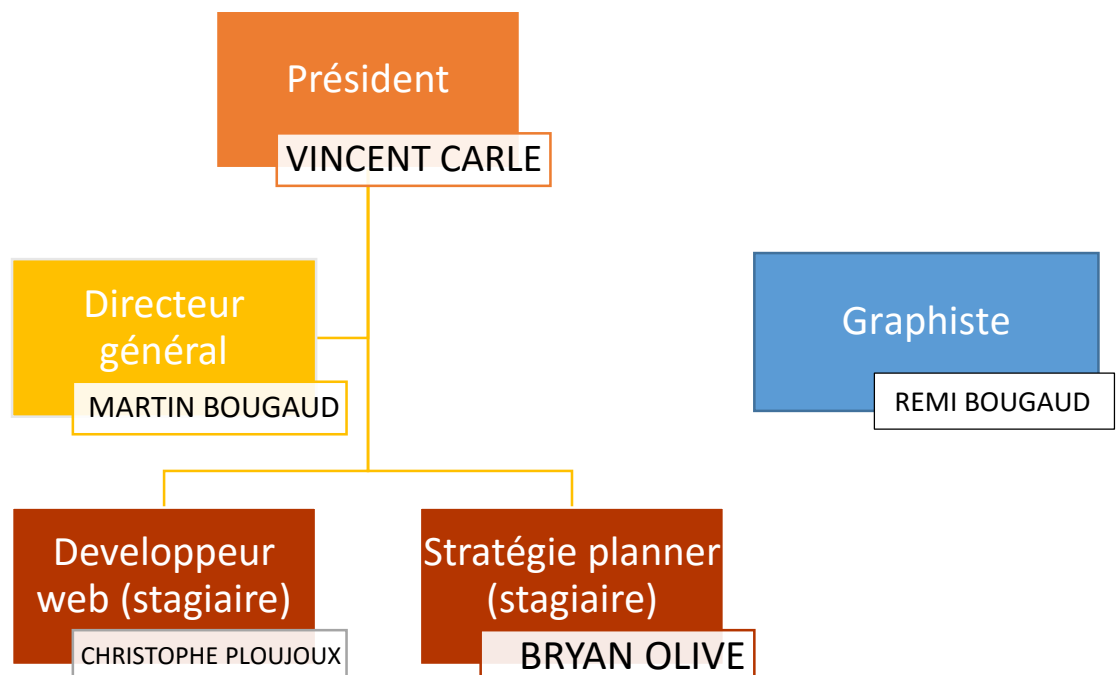 Président
VINCENT CARLE
Directeur
général
MARTIN BOUGAUD
Graphiste
REMI BOUGAUD
Developpeur
web (stagiaire)
CHRISTOPHE PLOUJOUX
Stratégie planner
(stagiaire)
BRYAN OLIVE